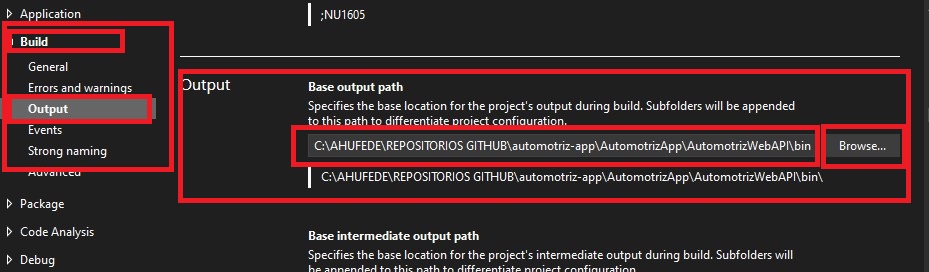 Application
Build
General
Errors and warnings
Output
Events
Strong naming
Advanced
Package
Code Analysis
Debug
;NU1605
Output
Base output path
Specifies the base location for the project's output during build. Subfolders will be appended
to this path to differentiate project configuration.
C:\AHUFEDE\REPOSITORIOS GITHUB\automotriz-app\AutomotrizApp\AutomotrizWebAPI\bin
Browse...
C:\AHUFEDE\REPOSITORIOS GITHUB\automotriz-app\AutomotrizApp\AutomotrizWebAPI\bin\
Base intermediate output path
Specifies the base location for the project's intermediate output during build. Subfolders will
be appended to this path to differentiate project configuration.